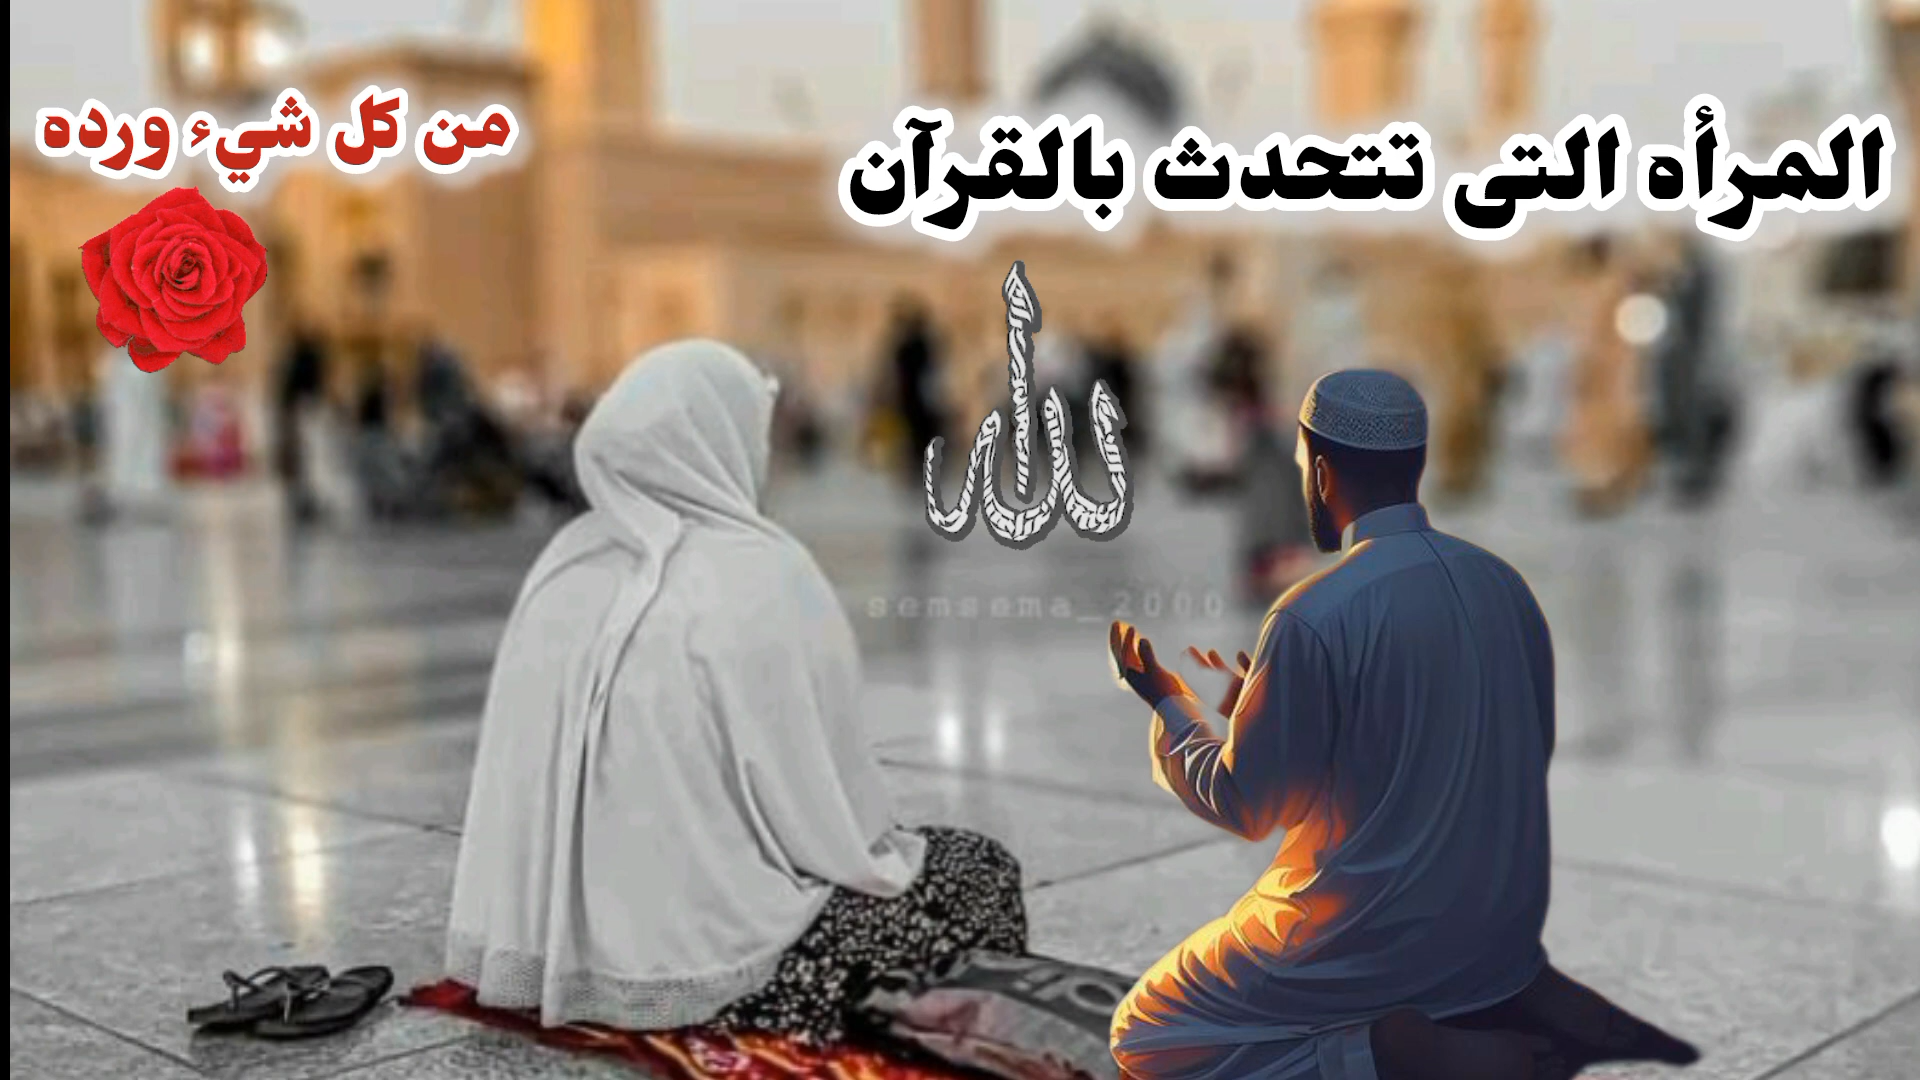 المرأه التى تتحدث بالقرآن
من كل شيء ورده
الله
semsema_2000